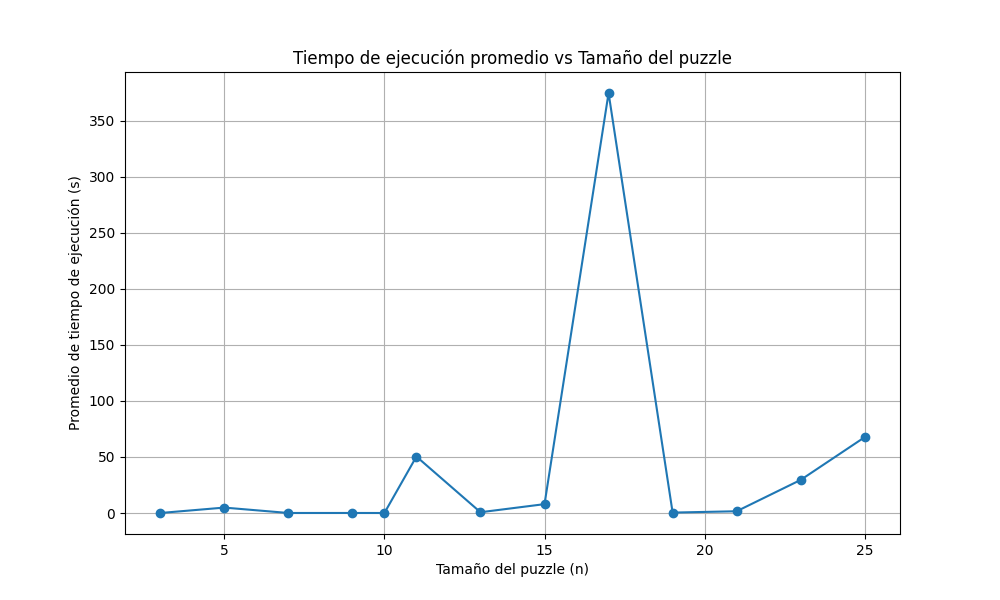 Tiempo de ejecución promedio vs Tamaño del puzzle
Promedio de tiempo de ejecución (s)
350
300
250
200
150
100
50
0
5 10 15 20 25
Tamaño del puzzle (n)